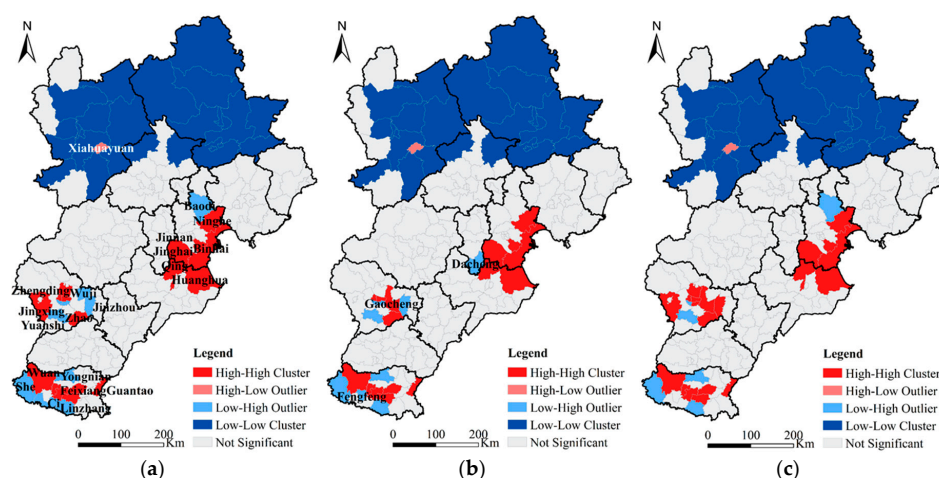 N
Xiahuayuan
Baodi
Ninghe
Jinnan
Jinghai
Binhai
Qing
Huanghua
Zhengding
Wuji
Jingxing
Jinzhou
Yuanshi
Zhao
Wuan
Yongnian
She
Feixiang
Guantao
Ci
Linzhang
Legend
High-High Cluster
High-Low Outlier
Low-High Outlier
Low-Low Cluster
Not Significant
0 100 200
Km
(a)
N
Dacheng
Gaocheng
Fengfeng
Legend
High-High Cluster
High-Low Outlier
Low-High Outlier
Low-Low Cluster
Not Significant
0 100 200
Km
(b)
N
Legend
High-High Cluster
High-Low Outlier
Low-High Outlier
Low-Low Cluster
Not Significant
0 100 200
Km
(c)